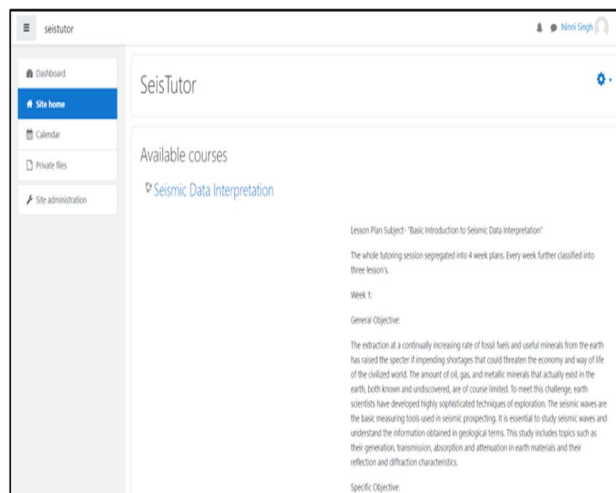 seistutor
Ninni Singh
Dashboard
Site home
Calendar
Private files
Site administration
SeisTutor
Available courses
Seismic Data Interpretation
Lesson Plan Subject- "Basic Introduction to Seismic Data Interpretation"
The whole tutoring session segregated into 4 week plans. Every week further classified into
three lesson's.
Week 1:
General Objective:
The extraction at a continually increasing rate of fossil fuels and useful minerals from the earth
has raised the specter if impending shortages that could threaten the economy and way of life
of the civilized world. The amount of oil, gas, and metallic minerals that actually exist in the
earth, both known and undiscovered, are of course limited. To meet this challenge, earth
scientists have developed highly sophisticated techniques of exploration. The seismic waves are
the basic measuring tools used in seismic prospecting. It is essential to study seismic waves and
understand the information obtained in geological terms. This study includes topics such as
their generation, transmission, absorption and attenuation in earth materials and their
reflection and diffraction characteristics.
Specific Objective: